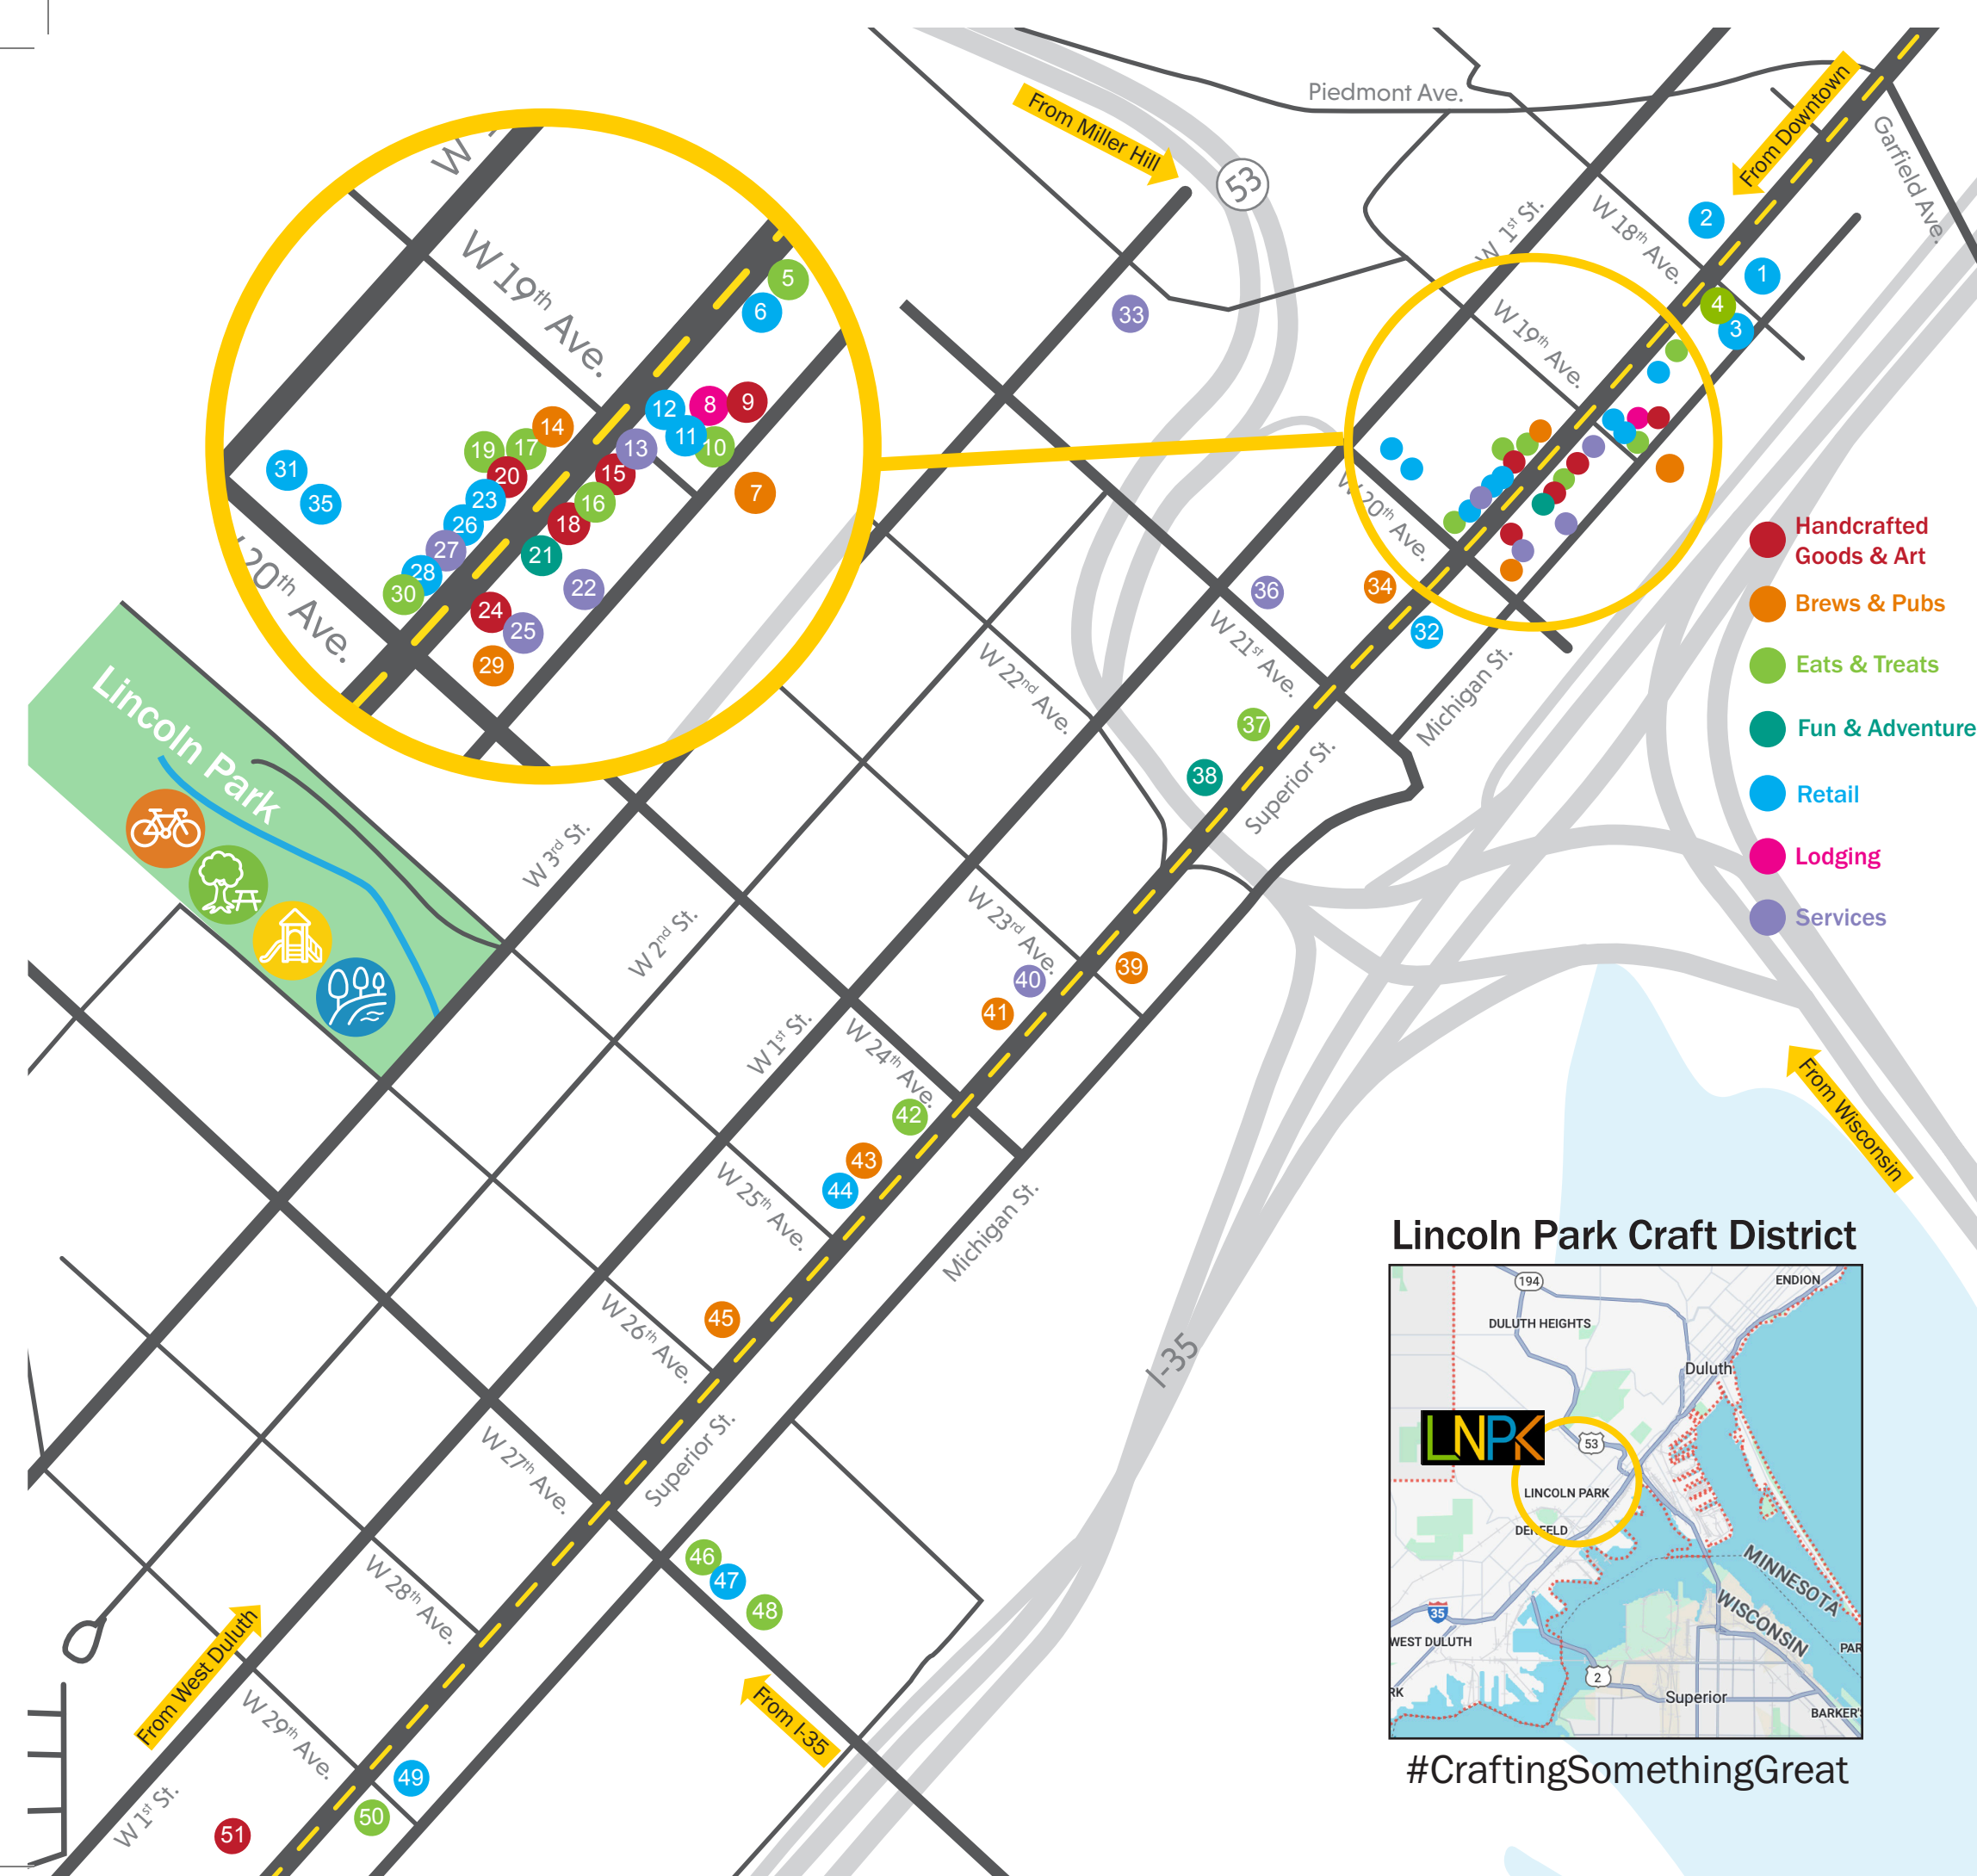 Piedmont Ave.
From Miller Hill
From Downtown
Garfield Ave.
53
W 1st St.
W 18th Ave.
2
1
4
3
W
W 19th Ave.
5
6
12
8
9
11
10
13
14
19
17
20
15
7
31
35
23
16
26
18
27
21
28
22
30
24
25
29
20th Ave.
33
W 19th Ave.
W 20th Ave.
34
32
36
W 21st Ave.
W 22nd Ave.
Michigan St.
37
38
Superior St.
Handcrafted
Goods & Art
Brews & Pubs
Eats & Treats
Fun & Adventure
Retail
Lodging
Services
Lincoln Park
W 3rd St.
W 2nd St.
W 1st St.
W 23rd Ave.
39
40
41
W 24th Ave.
42
43
44
W 25th Ave.
Michigan St.
45
W 26th Ave.
I-35
From Wisconsin
Superior St.
W 27th Ave.
46
47
48
W 28th Ave.
From West Duluth
From I-35
W 29th Ave.
49
50
51
W 1st St.
Lincoln Park Craft District
194
ENDION
DULUTH HEIGHTS
Duluth
LNPK
53
LINCOLN PARK
DENFELD
MINNESOTA
WISCONSIN
35
WEST DULUTH
PAR
2
RK
Superior
BARKER'S
#CraftingSomethingGreat